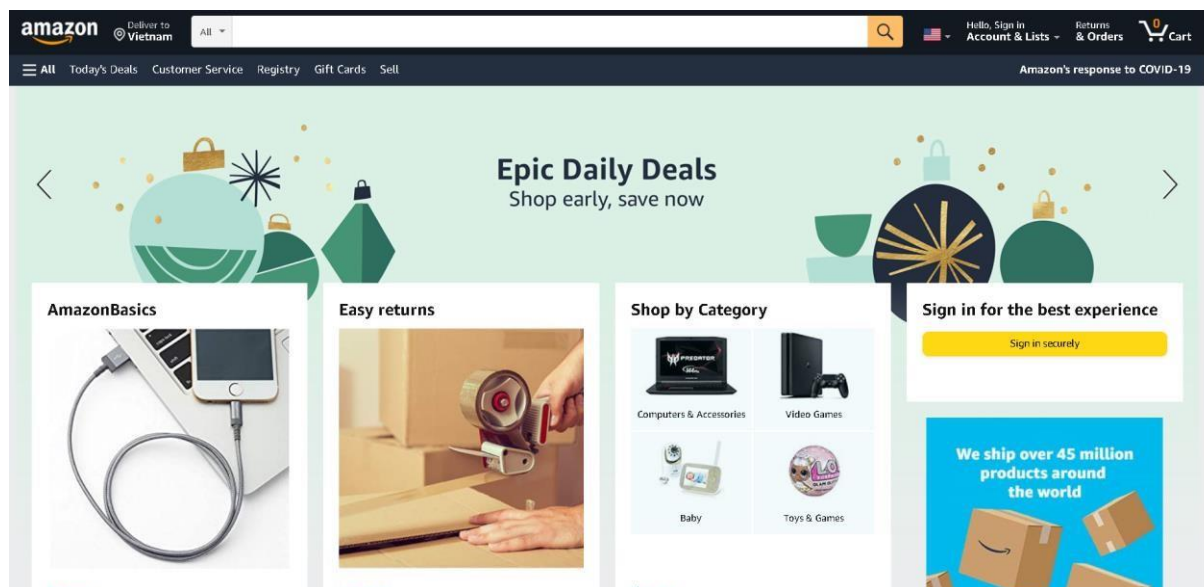 amazon
Deliver to
Vietnam
All
Hello, Sign in
Account & Lists
Returns
& Orders
0
Cart
All Today's Deals Customer Service Registry Gift Cards Sell
Amazon's response to COVID-19
Epic Daily Deals
Shop early, save now
AmazonBasics
Easy returns
Shop by Category
PREDATOR
Computers & Accessories
Video Games
Baby
Toys & Games
Sign in for the best experience
Sign in securely
We ship over 45 million
products around
the world